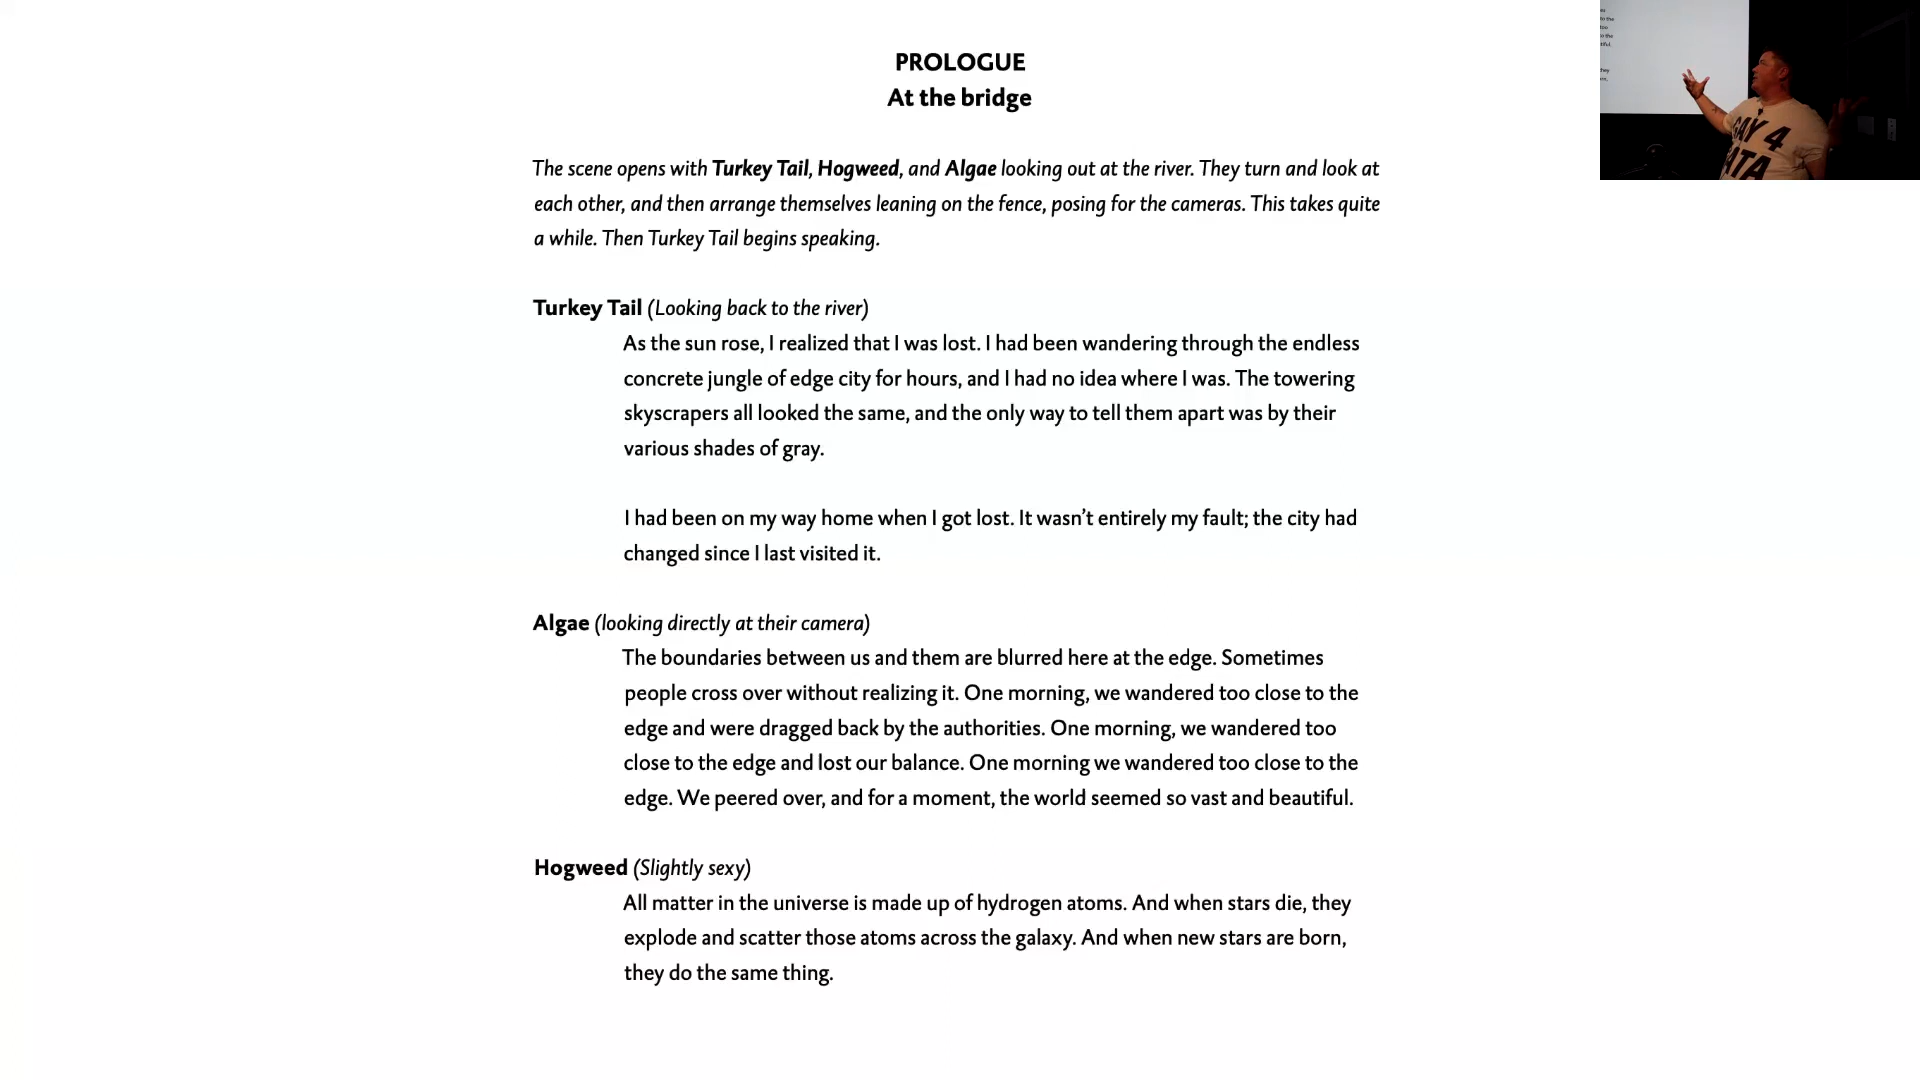 PROLOGUE
At the bridge
The scene opens with Turkey Tail, Hogweed, and Algae looking out at the river. They turn and look at
each other, and then arrange themselves leaning on the fence, posing for the cameras. This takes quite
a while. Then Turkey Tail begins speaking.
Turkey Tail (Looking back to the river)
As the sun rose, I realized that I was lost. I had been wandering through the endless
concrete jungle of edge city for hours, and I had no idea where I was. The towering
skyscrapers all looked the same, and the only way to tell them apart was by their
various shades of gray.
I had been on my way home when I got lost. It wasn’t entirely my fault; the city had
changed since I last visited it.
Algae (looking directly at their camera)
The boundaries between us and them are blurred here at the edge. Sometimes
people cross over without realizing it. One morning, we wandered too close to the
edge and were dragged back by the authorities. One morning, we wandered too
close to the edge and lost our balance. One morning we wandered too close to the
edge. We peered over, and for a moment, the world seemed so vast and beautiful.
Hogweed (Slightly sexy)
All matter in the universe is made up of hydrogen atoms. And when stars die, they
explode and scatter those atoms across the galaxy. And when new stars are born,
they do the same thing.
to the
too
to the
they
GAY 4